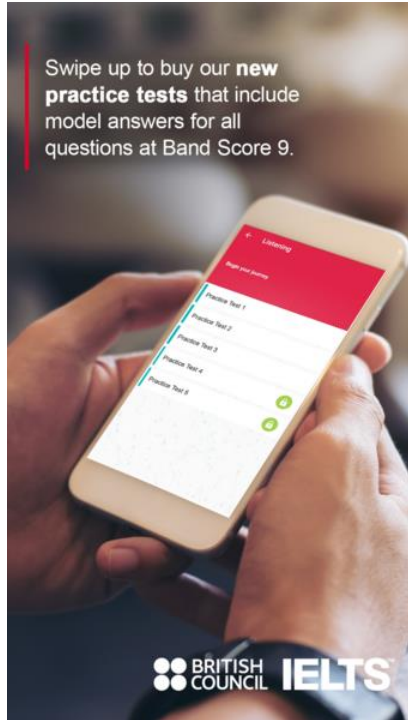 Swipe up to buy our new
practice tests that include
model answers for all
questions at Band Score 9.
Listening
Begin your journey
Practice Test 1
Practice Test 2
Practice Test 3
Practice Test 4
Practice Test 5
BRITISH IELTS™
COUNCIL